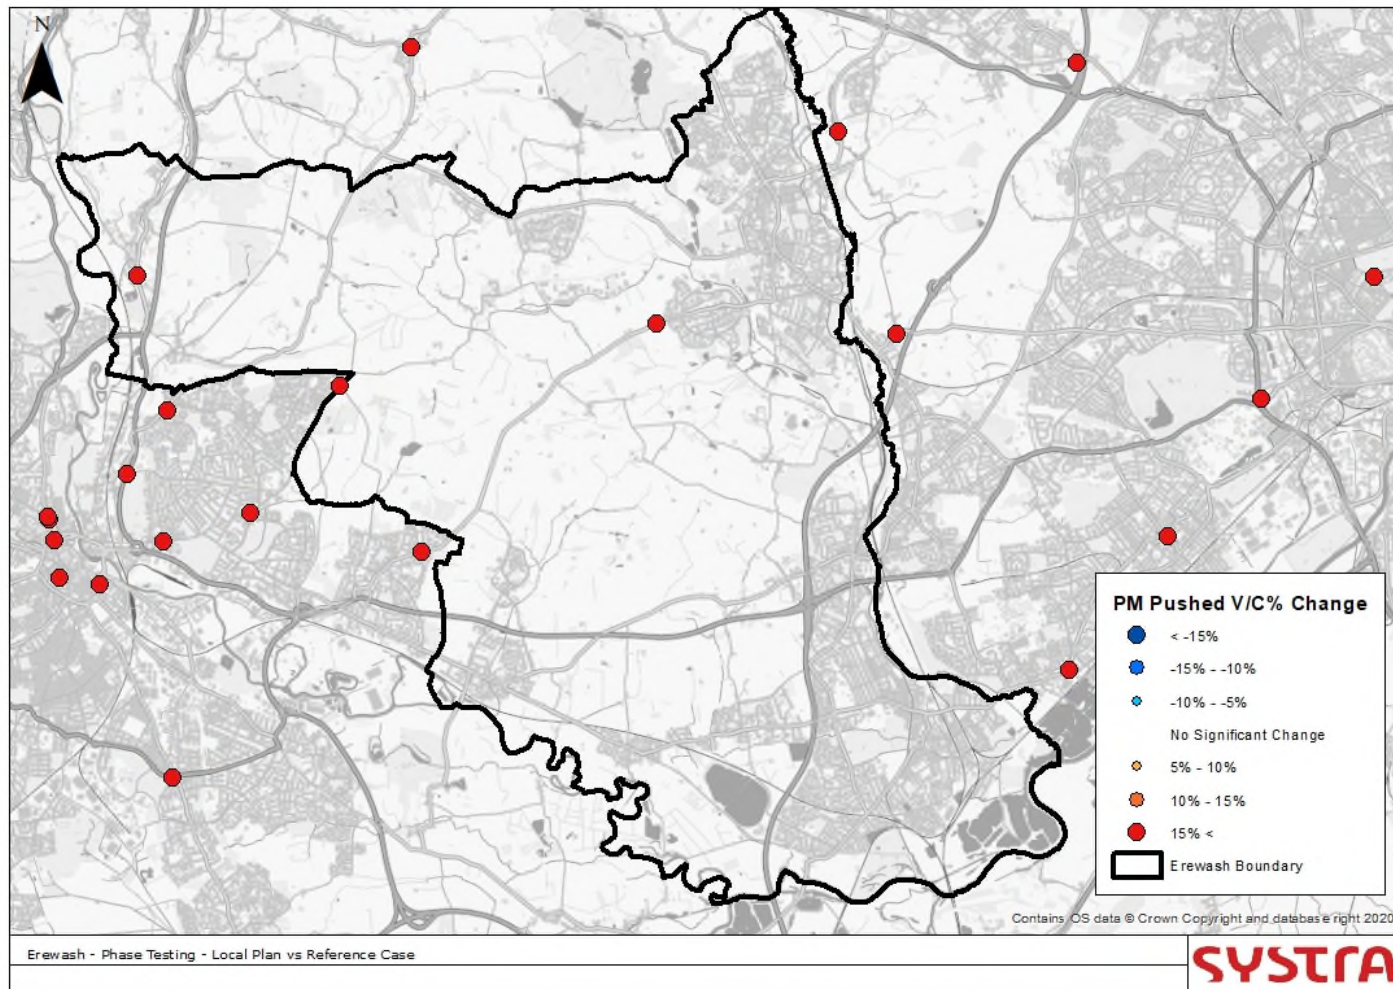 N
PM Pushed V/C% Change
< -15%
-15% - -10%
-10% - -5%
No Significant Change
5% - 10%
10% - 15%
15% <
Erewash Boundary
Contains OS data © Crown Copyright and database right 2020
Erewash - Phase Testing - Local Plan vs Reference Case
SYSTRA